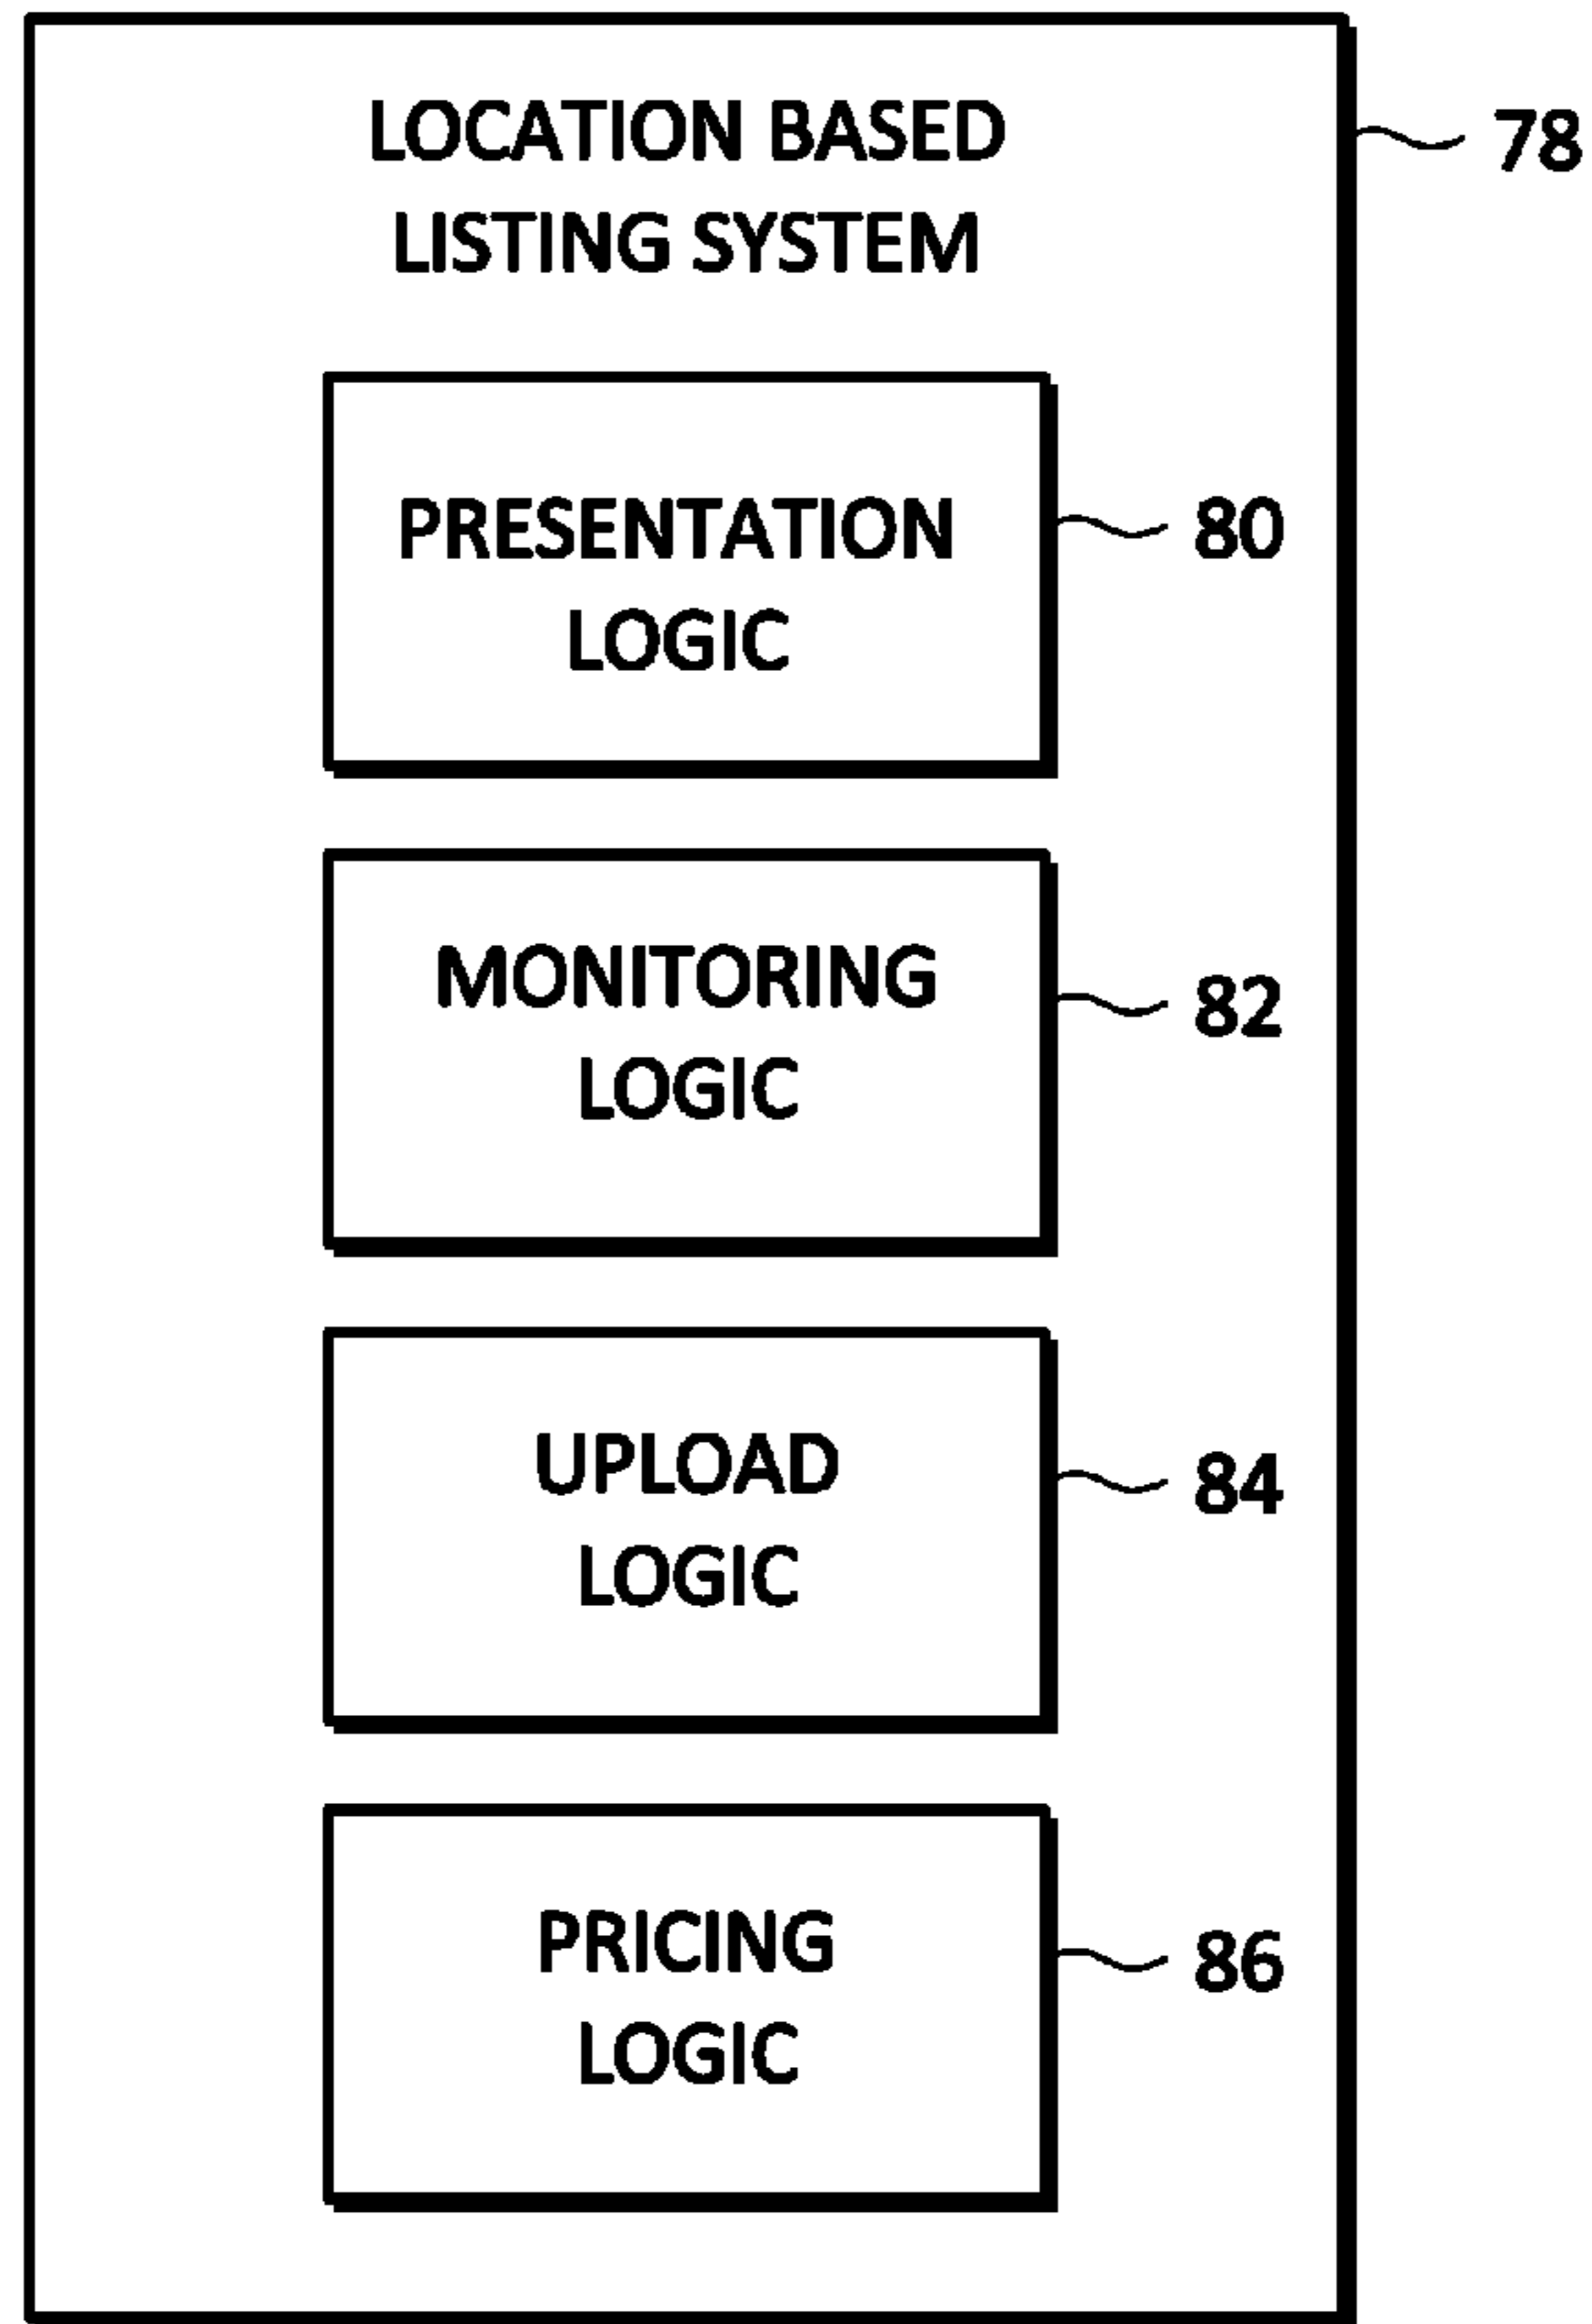 LOCATION BASED
LISTING SYSTEM
78
PRESENTATION
LOGIC
80
MONITORING
LOGIC
82
UPLOAD
LOGIC
84
PRICING
LOGIC
86